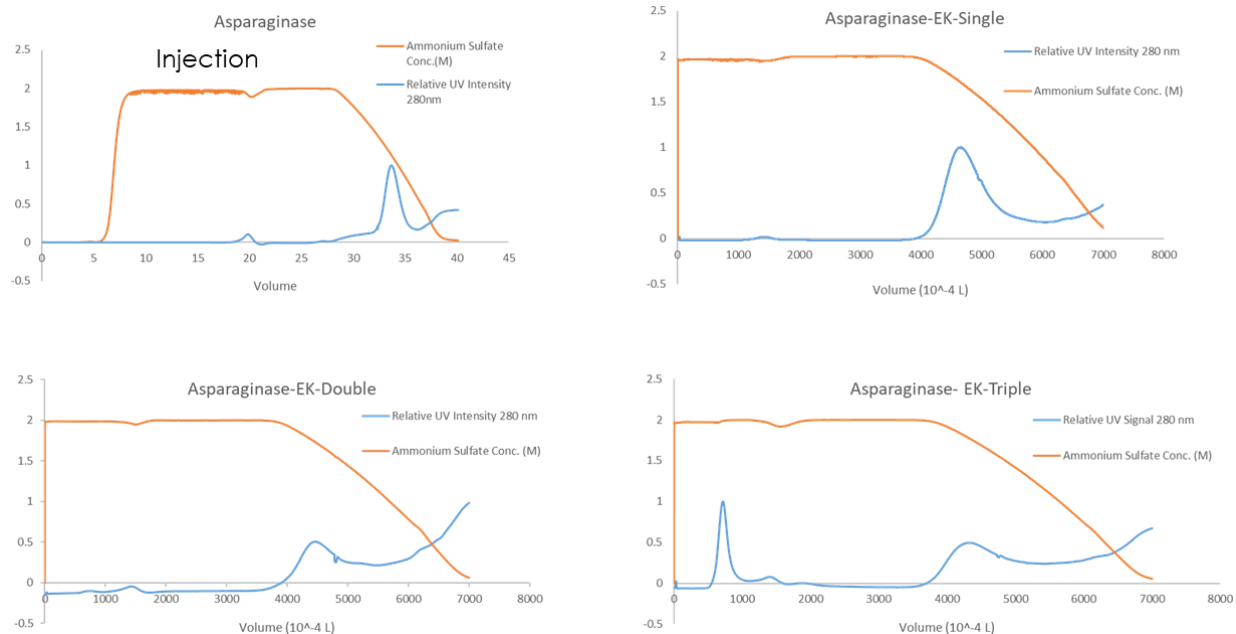 Asparaginase
Injection
Ammonium Sulfate
Conc.(M)
Relative UV Intensity
280nm
2.5
2
1.5
1
0.5
0
-0.5
0 5 10 15 20 25 30 35 40 45
Volume
Asparaginase-EK-Single
Relative UV Intensity 280 nm
Ammonium Sulfate Conc. (M)
2.5
2
1.5
1
0.5
0
-0.5
0 1000 2000 3000 4000 5000 6000 7000 8000
Volume (10^-4 L)
Asparaginase-EK-Double
Relative UV Intensity 280 nm
Ammonium Sulfate Conc. (M)
2.5
2
1.5
1
0.5
0
-0.5
0 1000 2000 3000 4000 5000 6000 7000 8000
Volume (10^-4 L)
Asparaginase- EK-Triple
Relative UV Signal 280 nm
Ammonium Sulfate Conc. (M)
2.5
2
1.5
1
0.5
0
-0.5
0 1000 2000 3000 4000 5000 6000 7000 8000
Volume (10^-4 L)